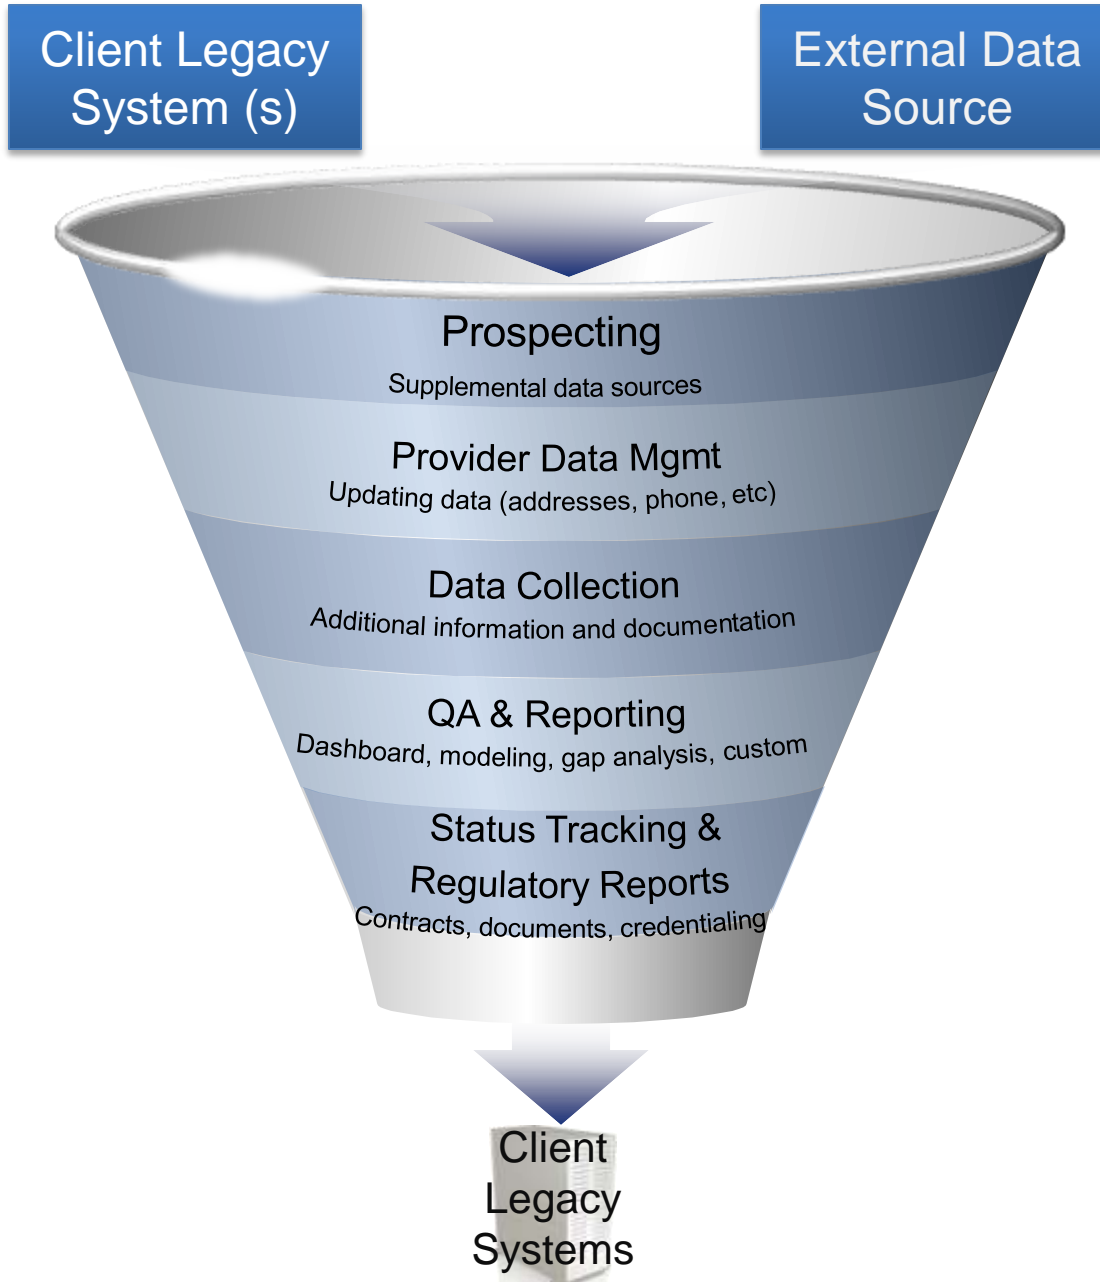 Client Legacy
System (s)
External Data
Source
Prospecting
Supplemental data sources
Provider Data Mgmt
Updating data (addresses, phone, etc)
Data Collection
Additional information and documentation
QA & Reporting
Dashboard, modeling, gap analysis, custom
Status Tracking &
Regulatory Reports
Contracts, documents, credentialing
Client
Legacy
Systems